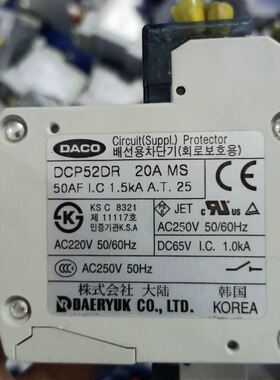 DACO Circuit(Suppl.) Protector
배선용차단기(회로보호용)
DCP52DR 20A MS
50AF I.C 1.5kA A.T. 25
KS C 8321
제 11117호
인증기관K.S.A
JET
US
AC220V 50/60Hz
AC250V 50/60Hz
DC65V I.C. 1.0kA
CCC AC250V 50Hz
株式会社 大陆 韩国
DAERYUK CO., LTD. KOREA